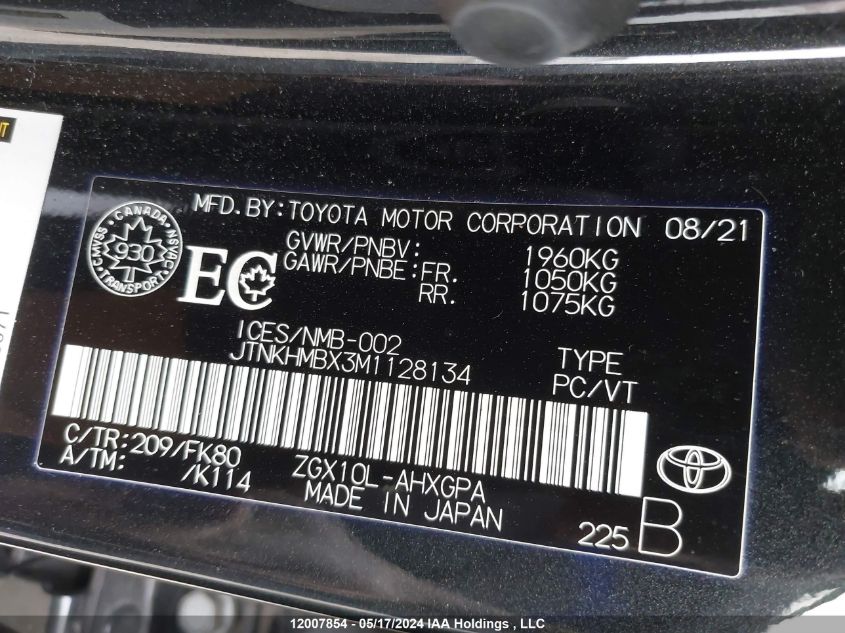 MFD.BY:TOYOTA MOTOR CORPORATION 08/21
CANADA
CMVSS 930 NSVAC
TRANSPORT
EC
GVWR/PNBV: 1960KG
GAWR/PNBE:FR. 1050KG
RR. 1075KG
ICES/NMB-002
JTNKHMBX3M1128134
TYPE
PC/VT
C/TR:209/FK80
A/TM: /K114
ZGX10L-AHXGPA
MADE IN JAPAN
225 B
12007854 - 05/17/2024 IAA Holdings , LLC